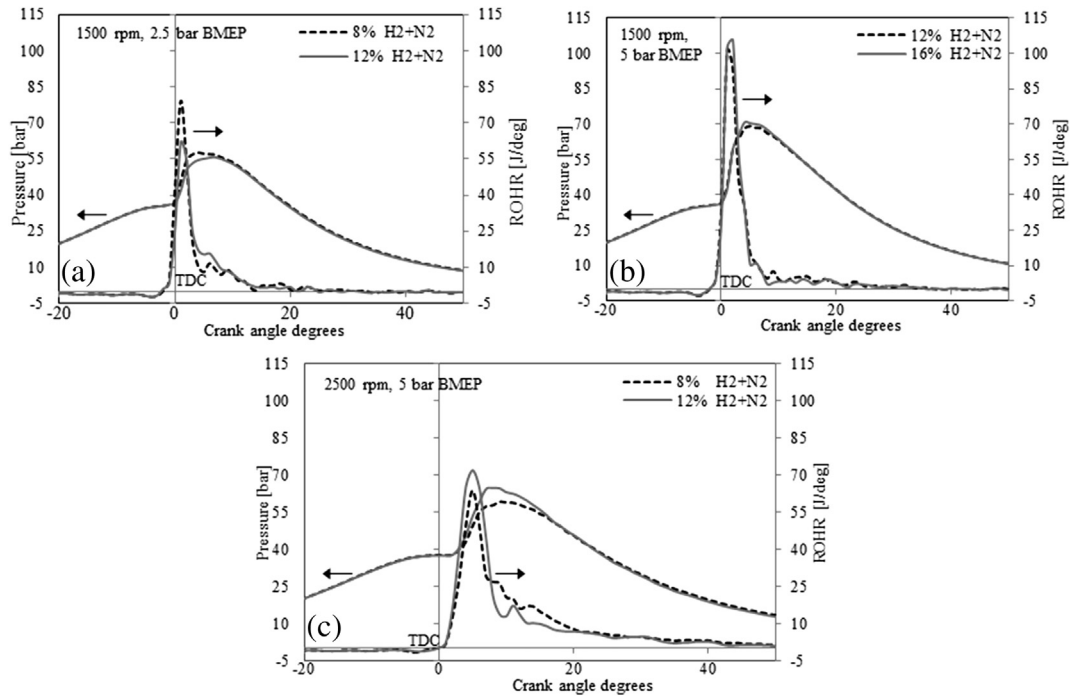 1500 rpm, 2.5 bar BMEP
8% H2+N2
12% H2+N2
115
100
85
70
55
40
25
10
-5
115
100
85
70
55
40
25
10
-5
Pressure [bar]
ROHR [J/deg]
(a)
TDC
-20
0
20
40
Crank angle degrees
1500 rpm,
5 bar BMEP
12% H2+N2
16% H2+N2
115
100
85
70
55
40
25
10
-5
115
100
85
70
55
40
25
10
-5
Pressure [bar]
ROHR [J/deg]
(b)
TDC
-20
0
20
40
Crank angle degrees
2500 rpm, 5 bar BMEP
8% H2+N2
12% H2+N2
115
100
85
70
55
40
25
10
-5
115
100
85
70
55
40
25
10
-5
Pressure [bar]
ROHR [J/deg]
(c)
TDC
-20
0
20
40
Crank angle degrees